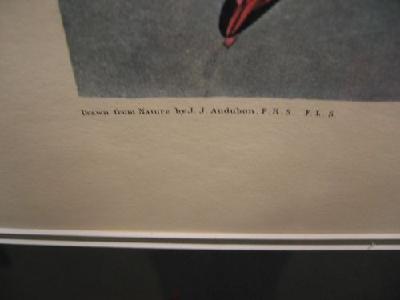 Drawn from Nature by J. J. Audubon. F. R. S. F. L. S.